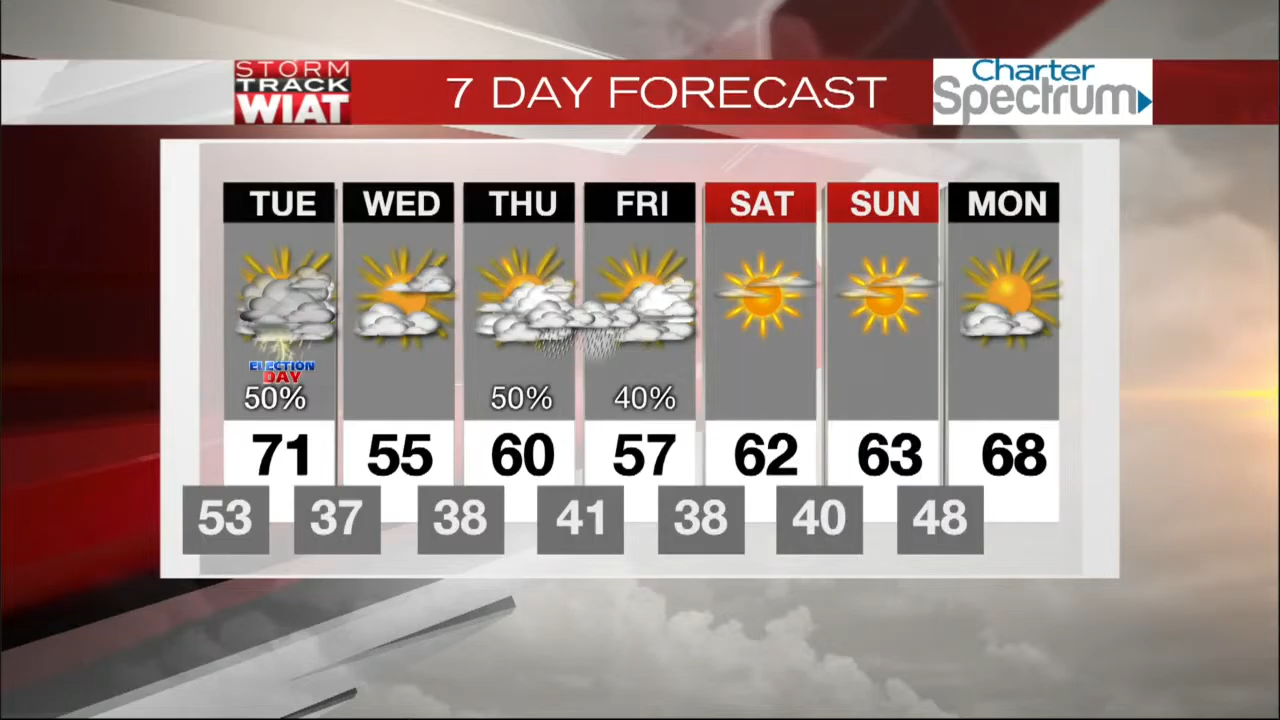 STORM
TRACK
WIAT
7 DAY FORECAST
Charter
Spectrum
TUE WED THU FRI SAT SUN MON
ELECTION
DAY
50% 50% 40%
71 55 60 57 62 63 68
53 37 38 41 38 40 48